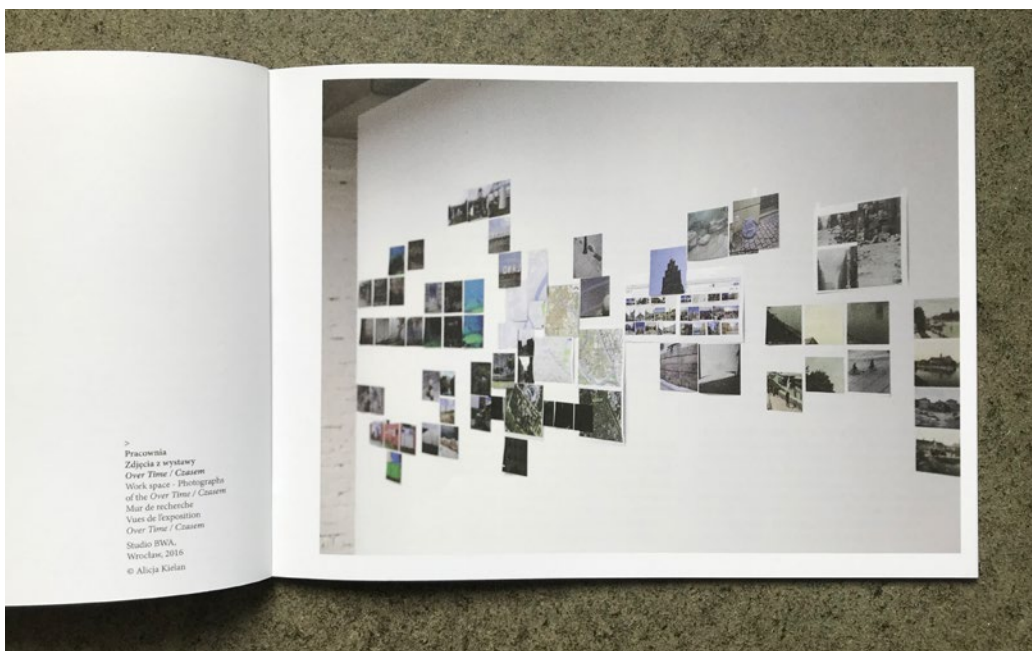 >
Pracownia
Zdjęcia z wystawy
Over Time / Czasem
Work space - Photographs
of the Over Time / Czasem
Mur de recherche
Vues de l'exposition
Over Time / Czasem
Studio BWA,
Wrocław, 2016
© Alicja Kielan